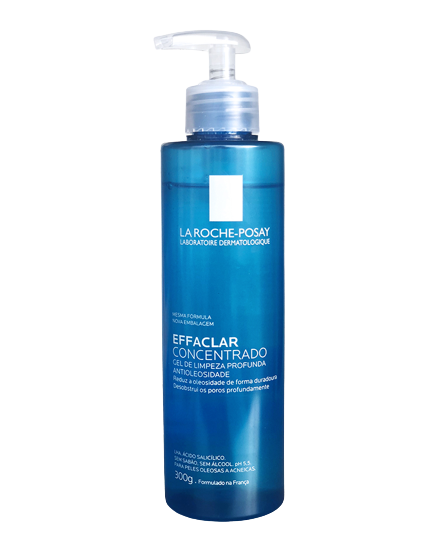 LA ROCHE-POSAY
LABORATOIRE DERMATOLOGIQUE
MESMA FÓRMULA
NOVA EMBALAGEM
EFFACLAR
CONCENTRADO
GEL DE LIMPEZA PROFUNDA
ANTIOLEOSIDADE
Reduz a oleosidade de forma duradoura
Desobstrui os poros profundamente
LHA, ÁCIDO SALICÍLICO.
SEM SABÃO, SEM ÁLCOOL, pH 5,5.
PARA PELES OLEOSAS A ACNEICAS.
300g. Formulado na França